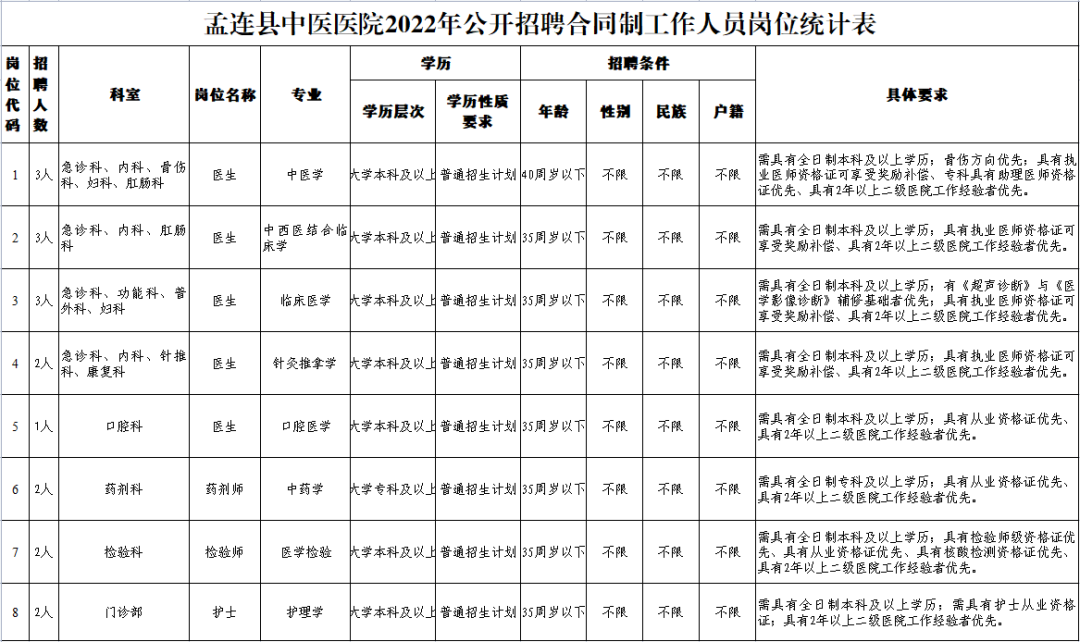 孟连县中医医院2022年公开招聘合同制工作人员岗位统计表
岗位代码 招聘人数 科室 岗位名称 专业 学历 招聘条件 具体要求
学历层次 学历性质要求 年龄 性别 民族 户籍
1 3人 急诊科、内科、骨伤科、妇科、肛肠科 医生 中医学 大学本科及以上 普通招生计划 40周岁以下 不限 不限 不限 需具有全日制本科及以上学历；骨伤方向优先；具有执业医师资格证可享受奖励补偿、专科具有助理医师资格证优先、具有2年以上二级医院工作经验者优先。
2 3人 急诊科、内科、肛肠科 医生 中西医结合临床学 大学本科及以上 普通招生计划 35周岁以下 不限 不限 不限 需具有全日制本科及以上学历；具有执业医师资格证可享受奖励补偿、具有2年以上二级医院工作经验者优先。
3 3人 急诊科、功能科、普外科、妇科 医生 临床医学 大学本科及以上 普通招生计划 35周岁以下 不限 不限 不限 需具有全日制本科及以上学历；有《超声诊断》与《医学影像诊断》辅修基础者优先；具有执业医师资格证可享受奖励补偿、具有2年以上二级医院工作经验者优先。
4 2人 急诊科、内科、针推科、康复科 医生 针灸推拿学 大学本科及以上 普通招生计划 35周岁以下 不限 不限 不限 需具有全日制本科及以上学历；具有执业医师资格证可享受奖励补偿、具有2年以上二级医院工作经验者优先。
5 1人 口腔科 医生 口腔医学 大学本科及以上 普通招生计划 35周岁以下 不限 不限 不限 需具有全日制本科及以上学历；具有从业资格证优先、具有2年以上二级医院工作经验者优先。
6 2人 药剂科 药剂师 中药学 大学专科及以上 普通招生计划 35周岁以下 不限 不限 不限 需具有全日制专科及以上学历；具有从业资格证优先、具有2年以上二级医院工作经验者优先。
7 2人 检验科 检验师 医学检验 大学本科及以上 普通招生计划 35周岁以下 不限 不限 不限 需具有全日制本科及以上学历；具有检验师级资格证优先、具有从业资格证优先、具有核酸检测资格证优先、具有2年以上二级医院工作经验者优先。
8 2人 门诊部 护士 护理学 大学本科及以上 普通招生计划 35周岁以下 不限 不限 不限 需具有全日制本科及以上学历；需具有护士从业资格证；具有2年以上二级医院工作经验者优先。